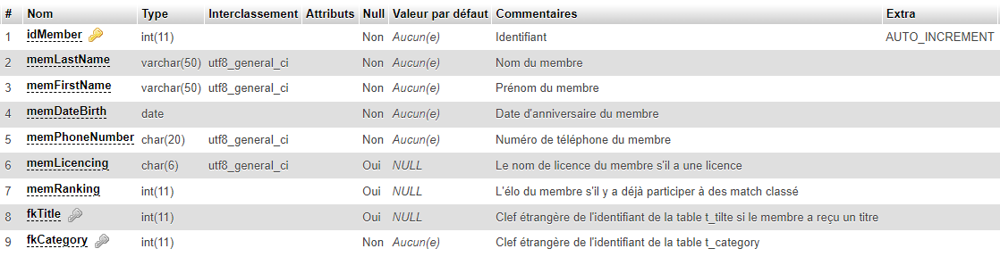 # Nom Type Interclassement Attributs Null Valeur par défaut Commentaires Extra
1 idMember int(11) Non Aucun(e) Identifiant AUTO_INCREMENT
2 memLastName varchar(50) utf8_general_ci Non Aucun(e) Nom du membre
3 memFirstName varchar(50) utf8_general_ci Non Aucun(e) Prénom du membre
4 memDateBirth date Non Aucun(e) Date d'anniversaire du membre
5 memPhoneNumber char(20) utf8_general_ci Non Aucun(e) Numéro de téléphone du membre
6 memLicencing char(6) utf8_general_ci Oui NULL Le nom de licence du membre s'il a une licence
7 memRanking int(11) Oui NULL L'élo du membre s'il y a déjà participer à des match classé
8 fkTitle int(11) Oui NULL Clef étrangère de l'identifiant de la table t_tilte si le membre a reçu un titre
9 fkCategory int(11) Non Aucun(e) Clef étrangère de l'identifiant de la table t_category